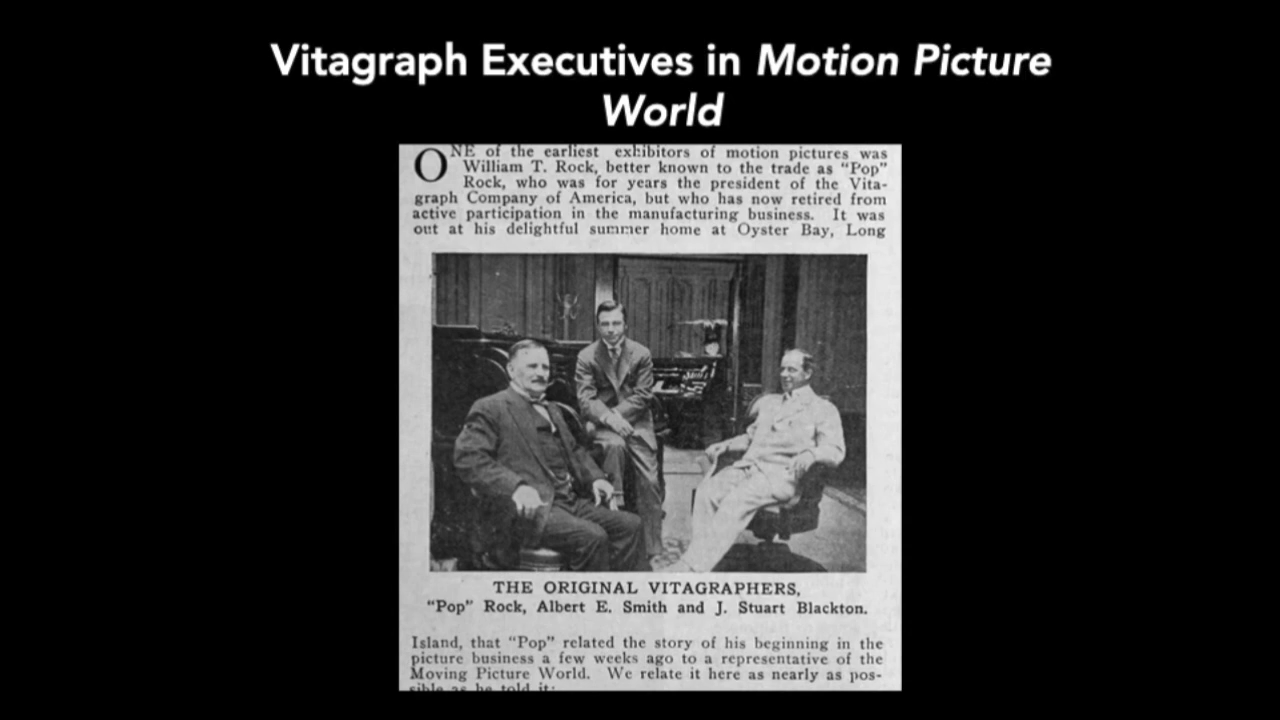 Vitagraph Executives in Motion Picture
World
ONE of the earliest exhibitors of motion pictures was
William T. Rock, better known to the trade as “Pop”
Rock, who was for years the president of the Vita-
graph Company of America, but who has now retired from
active participation in the manufacturing business. It was
out at his delightful summer home at Oyster Bay, Long
THE ORIGINAL VITAGRAPHERS,
“Pop” Rock, Albert E. Smith and J. Stuart Blackton.
Island, that “Pop” related the story of his beginning in the
picture business a few weeks ago to a representative of the
Moving Picture World. We relate it here as nearly as pos-
sible as he told it: